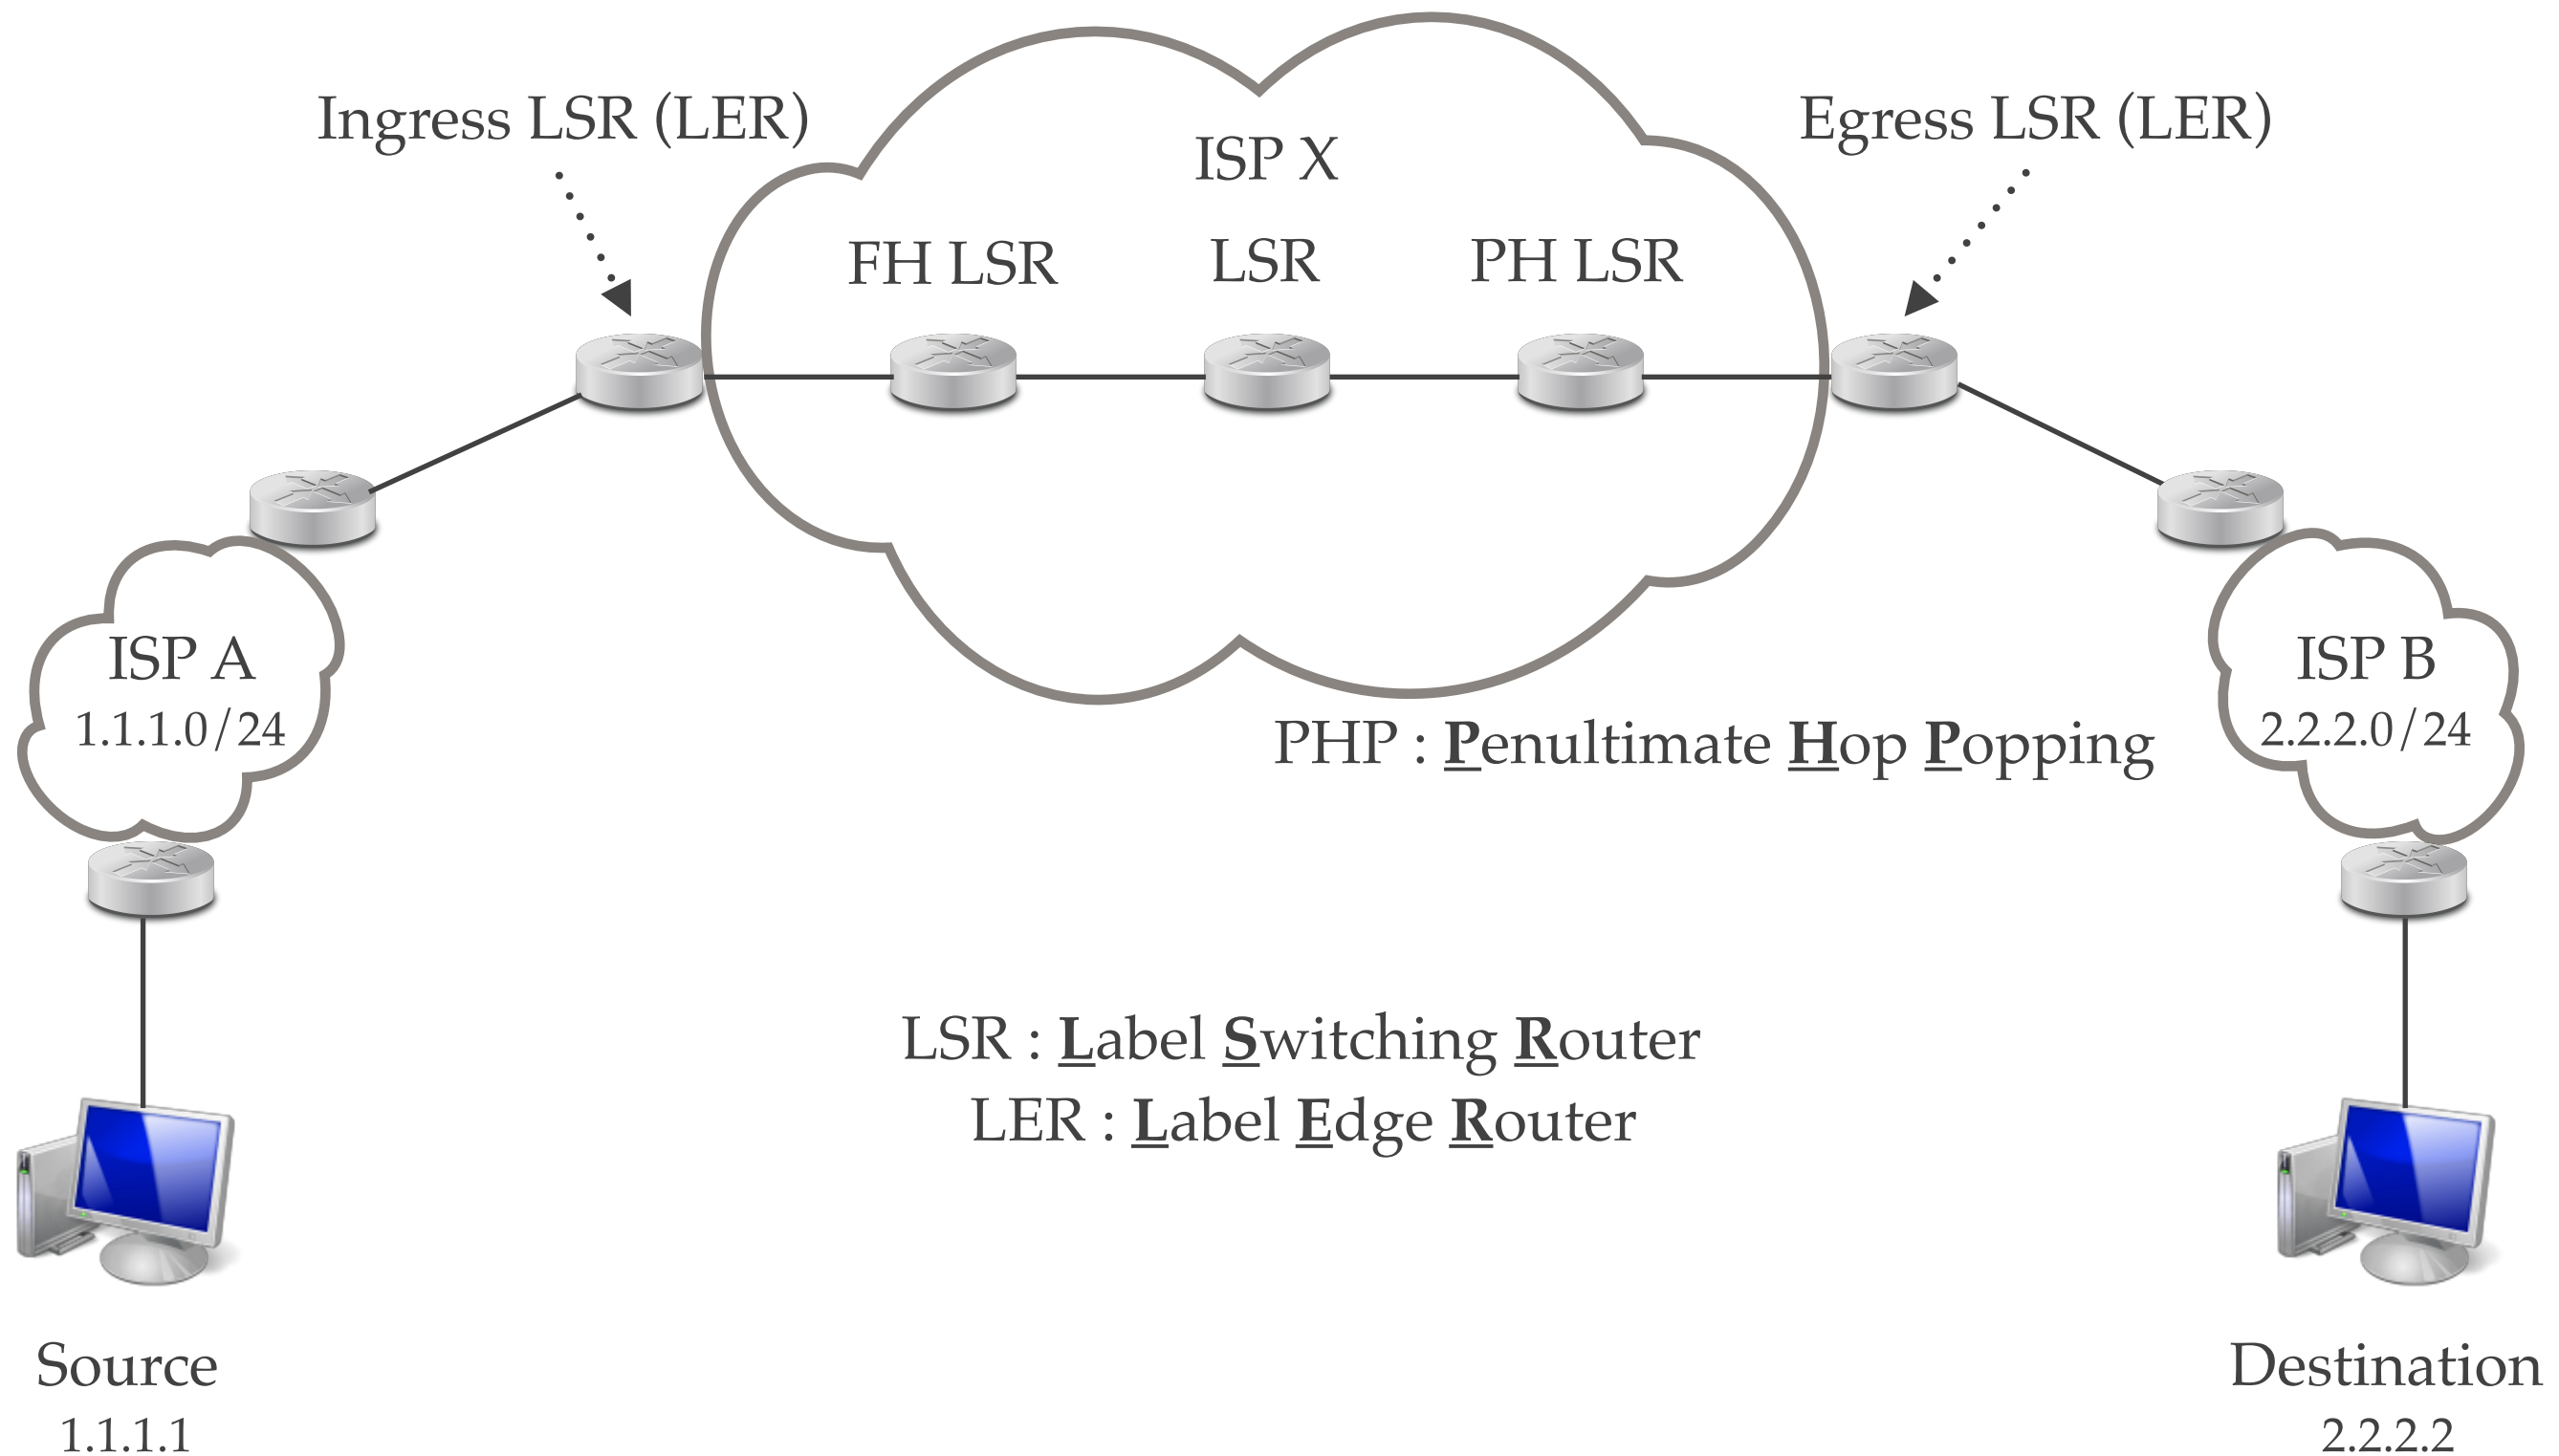 Ingress LSR (LER)
Egress LSR (LER)
ISP X
FH LSR
LSR
PH LSR
ISP A
1.1.1.0/24
ISP B
2.2.2.0/24
PHP : Penultimate Hop Popping
LSR : Label Switching Router
LER : Label Edge Router
Source
1.1.1.1
Destination
2.2.2.2